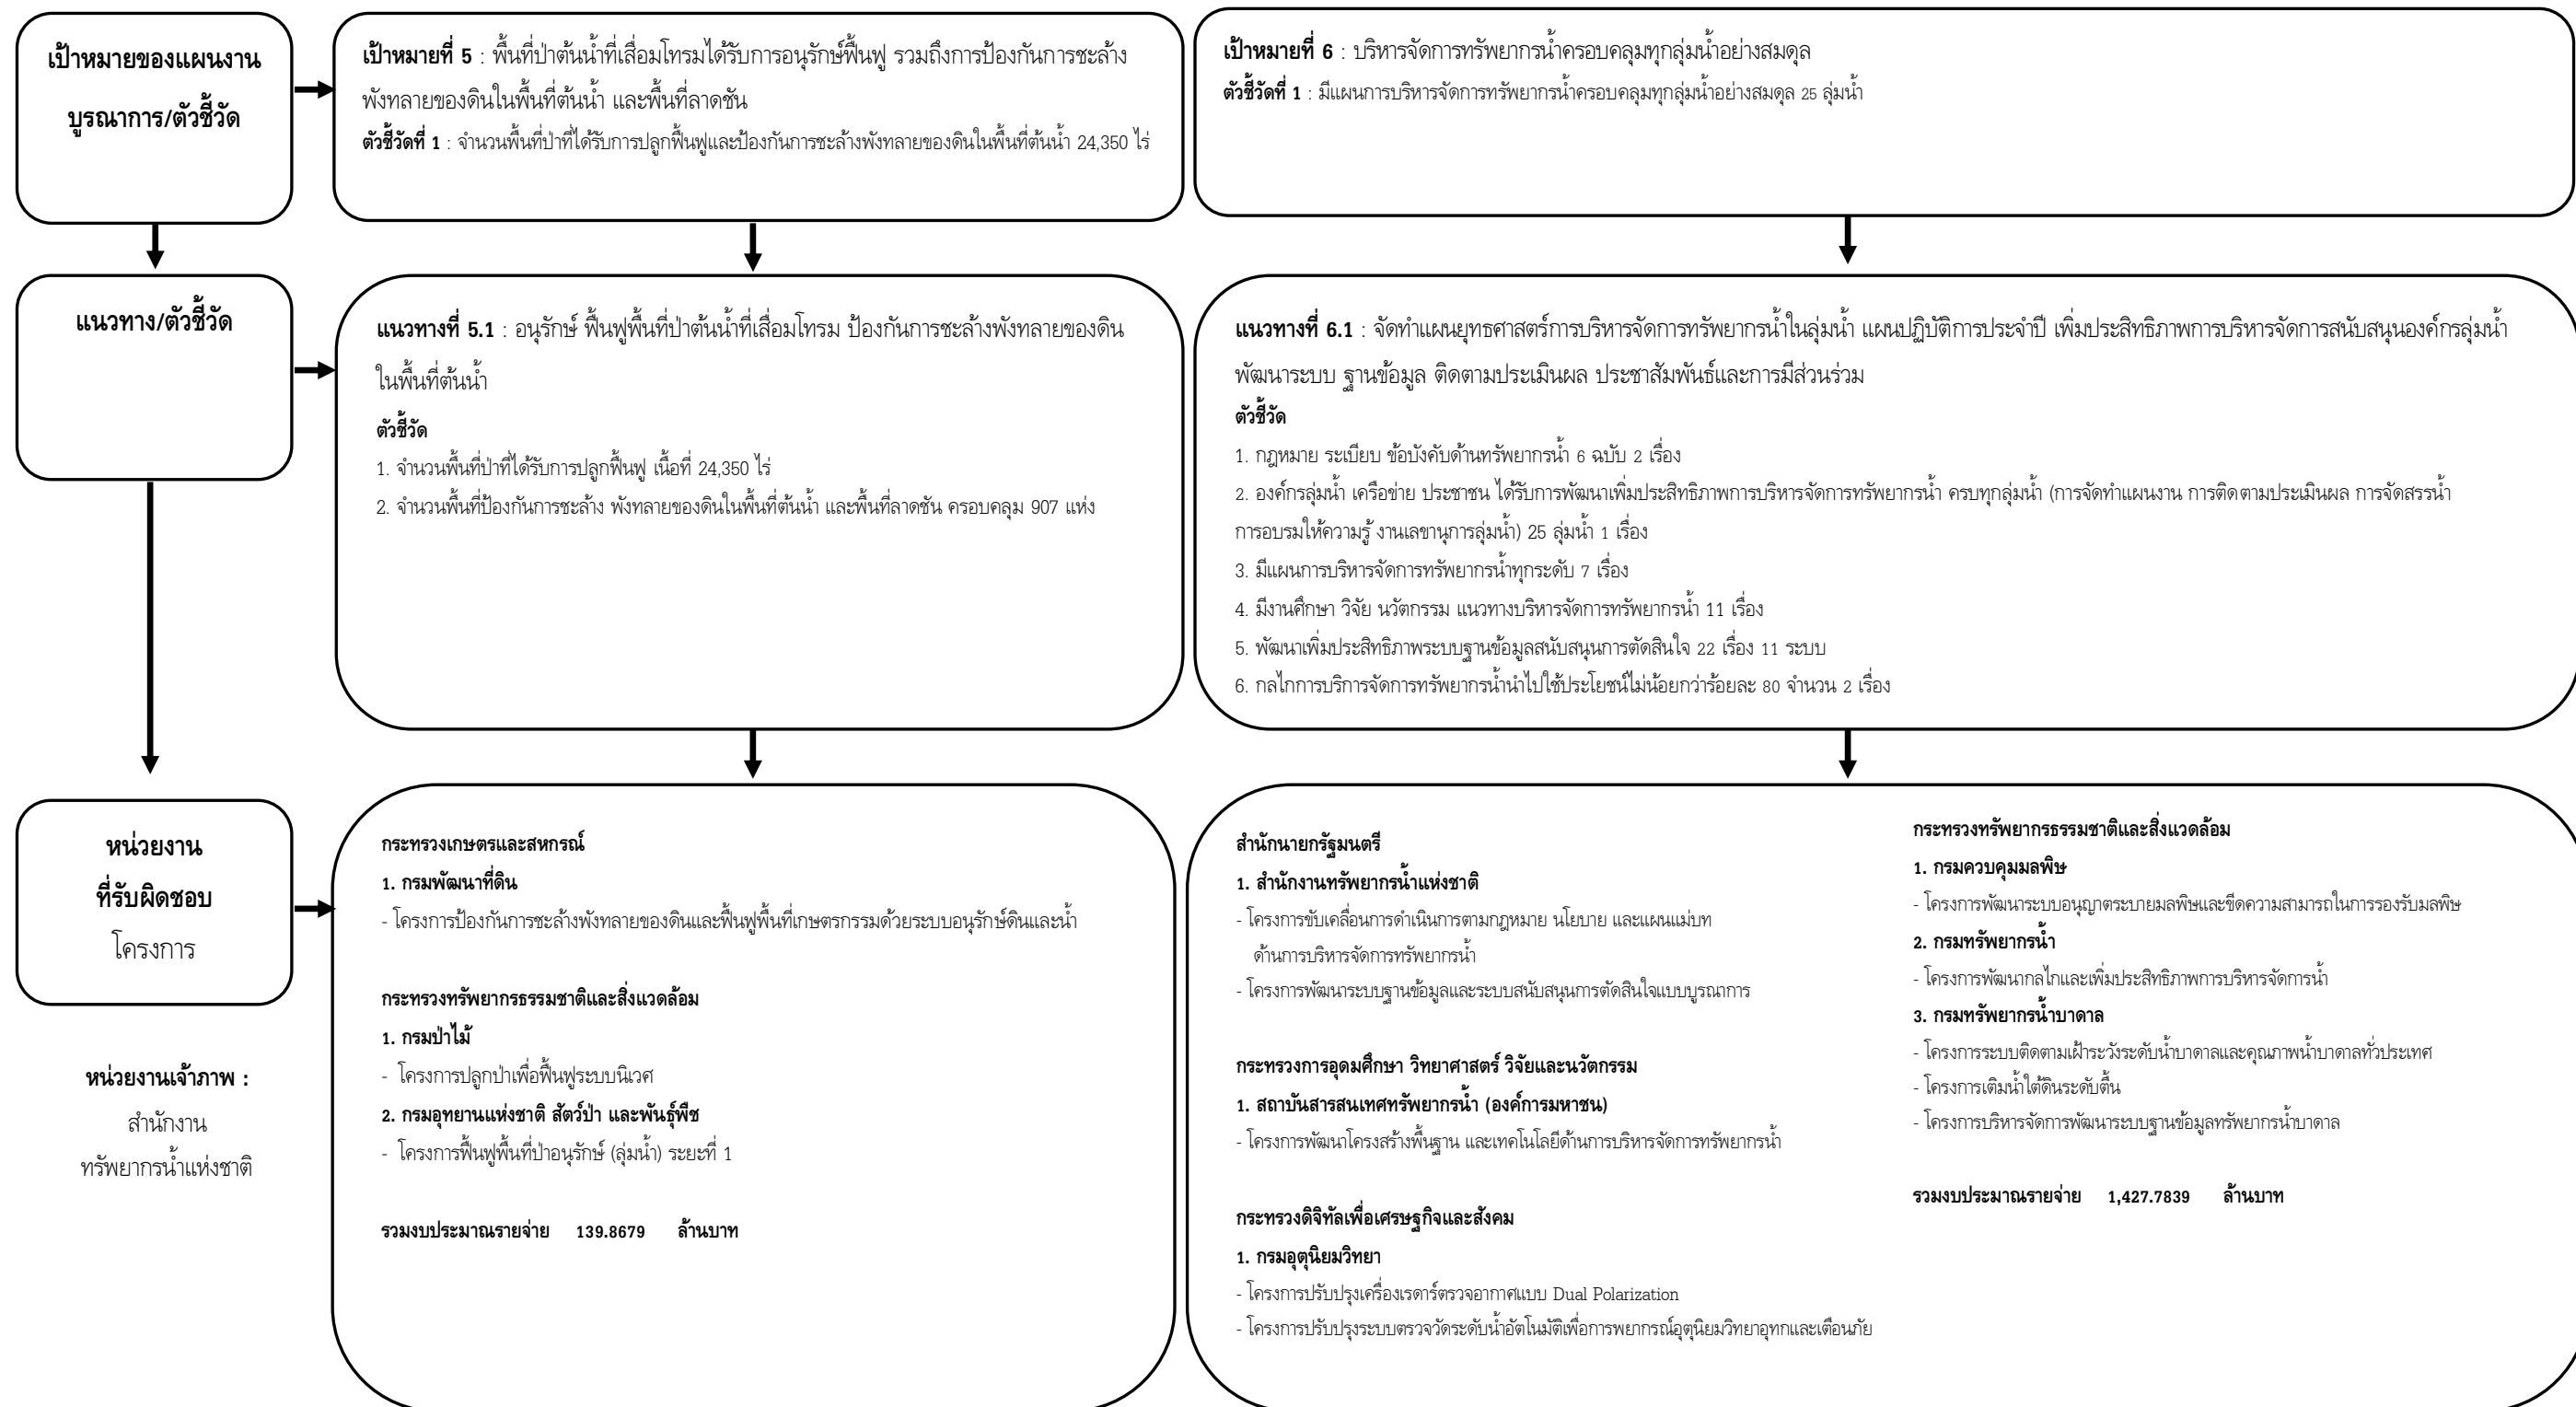 เป้าหมายของแผนงาน
บูรณาการ/ตัวชี้วัด
เป้าหมายที่ 5 : พื้นที่ป่าต้นน้ำที่เสื่อมโทรมได้รับการอนุรักษ์ฟื้นฟู รวมถึงการป้องกันการชะล้าง
พังทลายของดินในพื้นที่ต้นน้ำ และพื้นที่ลาดชัน
ตัวชี้วัดที่ 1 : จำนวนพื้นที่ป่าที่ได้รับการปลูกฟื้นฟูและป้องกันการชะล้างพังทลายของดินในพื้นที่ต้นน้ำ 24,350 ไร่
เป้าหมายที่ 6 : บริหารจัดการทรัพยากรน้ำครอบคลุมทุกลุ่มน้ำอย่างสมดุล
ตัวชี้วัดที่ 1 : มีแผนการบริหารจัดการทรัพยากรน้ำครอบคลุมทุกลุ่มน้ำอย่างสมดุล 25 ลุ่มน้ำ
แนวทาง/ตัวชี้วัด
แนวทางที่ 5.1 : อนุรักษ์ ฟื้นฟูพื้นที่ป่าต้นน้ำที่เสื่อมโทรม ป้องกันการชะล้างพังทลายของดิน
ในพื้นที่ต้นน้ำ
ตัวชี้วัด
1. จำนวนพื้นที่ป่าที่ได้รับการปลูกฟื้นฟู เนื้อที่ 24,350 ไร่
2. จำนวนพื้นที่ป้องกันการชะล้าง พังทลายของดินในพื้นที่ต้นน้ำ และพื้นที่ลาดชัน ครอบคลุม 907 แห่ง
แนวทางที่ 6.1 : จัดทำแผนยุทธศาสตร์การบริหารจัดการทรัพยากรน้ำในลุ่มน้ำ แผนปฏิบัติการประจำปี เพิ่มประสิทธิภาพการบริหารจัดการสนับสนุนองค์กรลุ่มน้ำ
พัฒนาระบบ ฐานข้อมูล ติดตามประเมินผล ประชาสัมพันธ์และการมีส่วนร่วม
ตัวชี้วัด
1. กฎหมาย ระเบียบ ข้อบังคับด้านทรัพยากรน้ำ 6 ฉบับ 2 เรื่อง
2. องค์กรลุ่มน้ำ เครือข่าย ประชาชน ได้รับการพัฒนาเพิ่มประสิทธิภาพการบริหารจัดการทรัพยากรน้ำ ครบทุกลุ่มน้ำ (การจัดทำแผนงาน การติดตามประเมินผล การจัดสรรน้ำ
การอบรมให้ความรู้ งานเลขานุการลุ่มน้ำ) 25 ลุ่มน้ำ 1 เรื่อง
3. มีแผนการบริหารจัดการทรัพยากรน้ำทุกระดับ 7 เรื่อง
4. มีงานศึกษา วิจัย นวัตกรรม แนวทางบริหารจัดการทรัพยากรน้ำ 11 เรื่อง
5. พัฒนาเพิ่มประสิทธิภาพระบบฐานข้อมูลสนับสนุนการตัดสินใจ 22 เรื่อง 11 ระบบ
6. กลไกการบริการจัดการทรัพยากรน้ำนำไปใช้ประโยชน์ไม่น้อยกว่าร้อยละ 80 จำนวน 2 เรื่อง
หน่วยงาน
ที่รับผิดชอบ
โครงการ
หน่วยงานเจ้าภาพ :
สำนักงาน
ทรัพยากรน้ำแห่งชาติ
กระทรวงเกษตรและสหกรณ์
1. กรมพัฒนาที่ดิน
- โครงการป้องกันการชะล้างพังทลายของดินและฟื้นฟูพื้นที่เกษตรกรรมด้วยระบบอนุรักษ์ดินและน้ำ
กระทรวงทรัพยากรธรรมชาติและสิ่งแวดล้อม
1. กรมป่าไม้
- โครงการปลูกป่าเพื่อฟื้นฟูระบบนิเวศ
2. กรมอุทยานแห่งชาติ สัตว์ป่า และพันธุ์พืช
- โครงการฟื้นฟูพื้นที่ป่าอนุรักษ์ (ลุ่มน้ำ) ระยะที่ 1
รวมงบประมาณรายจ่าย 139.8679 ล้านบาท
สำนักนายกรัฐมนตรี
1. สำนักงานทรัพยากรน้ำแห่งชาติ
- โครงการขับเคลื่อนการดำเนินการตามกฎหมาย นโยบาย และแผนแม่บท
ด้านการบริหารจัดการทรัพยากรน้ำ
- โครงการพัฒนาระบบฐานข้อมูลและระบบสนับสนุนการตัดสินใจแบบบูรณาการ
กระทรวงการอุดมศึกษา วิทยาศาสตร์ วิจัยและนวัตกรรม
1. สถาบันสารสนเทศทรัพยากรน้ำ (องค์การมหาชน)
- โครงการพัฒนาโครงสร้างพื้นฐาน และเทคโนโลยีด้านการบริหารจัดการทรัพยากรน้ำ
กระทรวงดิจิทัลเพื่อเศรษฐกิจและสังคม
1. กรมอุตุนิยมวิทยา
- โครงการปรับปรุงเครื่องเรดาร์ตรวจอากาศแบบ Dual Polarization
- โครงการปรับปรุงระบบตรวจวัดระดับน้ำอัตโนมัติเพื่อการพยากรณ์อุตุนิยมวิทยาอุทกและเตือนภัย
กระทรวงทรัพยากรธรรมชาติและสิ่งแวดล้อม
1. กรมควบคุมมลพิษ
- โครงการพัฒนาระบบอนุญาตระบายมลพิษและขีดความสามารถในการรองรับมลพิษ
2. กรมทรัพยากรน้ำ
- โครงการพัฒนากลไกและเพิ่มประสิทธิภาพการบริหารจัดการน้ำ
3. กรมทรัพยากรน้ำบาดาล
- โครงการระบบติดตามเฝ้าระวังระดับน้ำบาดาลและคุณภาพน้ำบาดาลทั่วประเทศ
- โครงการเติมน้ำใต้ดินระดับตื้น
- โครงการบริหารจัดการพัฒนาระบบฐานข้อมูลทรัพยากรน้ำบาดาล
รวมงบประมาณรายจ่าย 1,427.7839 ล้านบาท